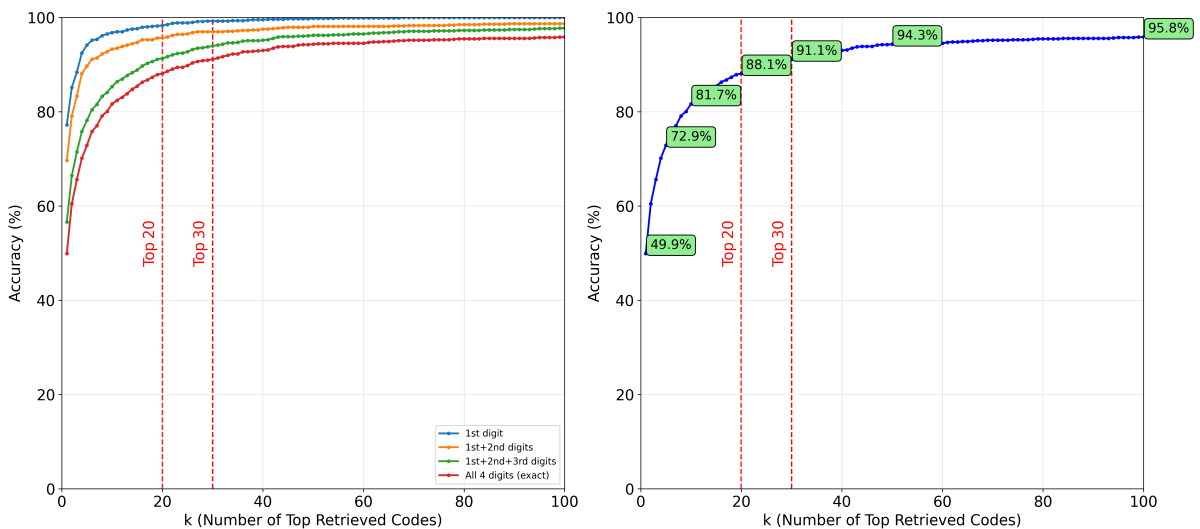 100
80
60
40
20
0
Accuracy (%)
Top 20
Top 30
1st digit
1st+2nd digits
1st+2nd+3rd digits
All 4 digits (exact)
0 20 40 60 80 100
k (Number of Top Retrieved Codes)
100
80
60
40
20
0
Accuracy (%)
95.8%
94.3%
91.1%
88.1%
81.7%
72.9%
49.9%
Top 20
Top 30
0 20 40 60 80 100
k (Number of Top Retrieved Codes)